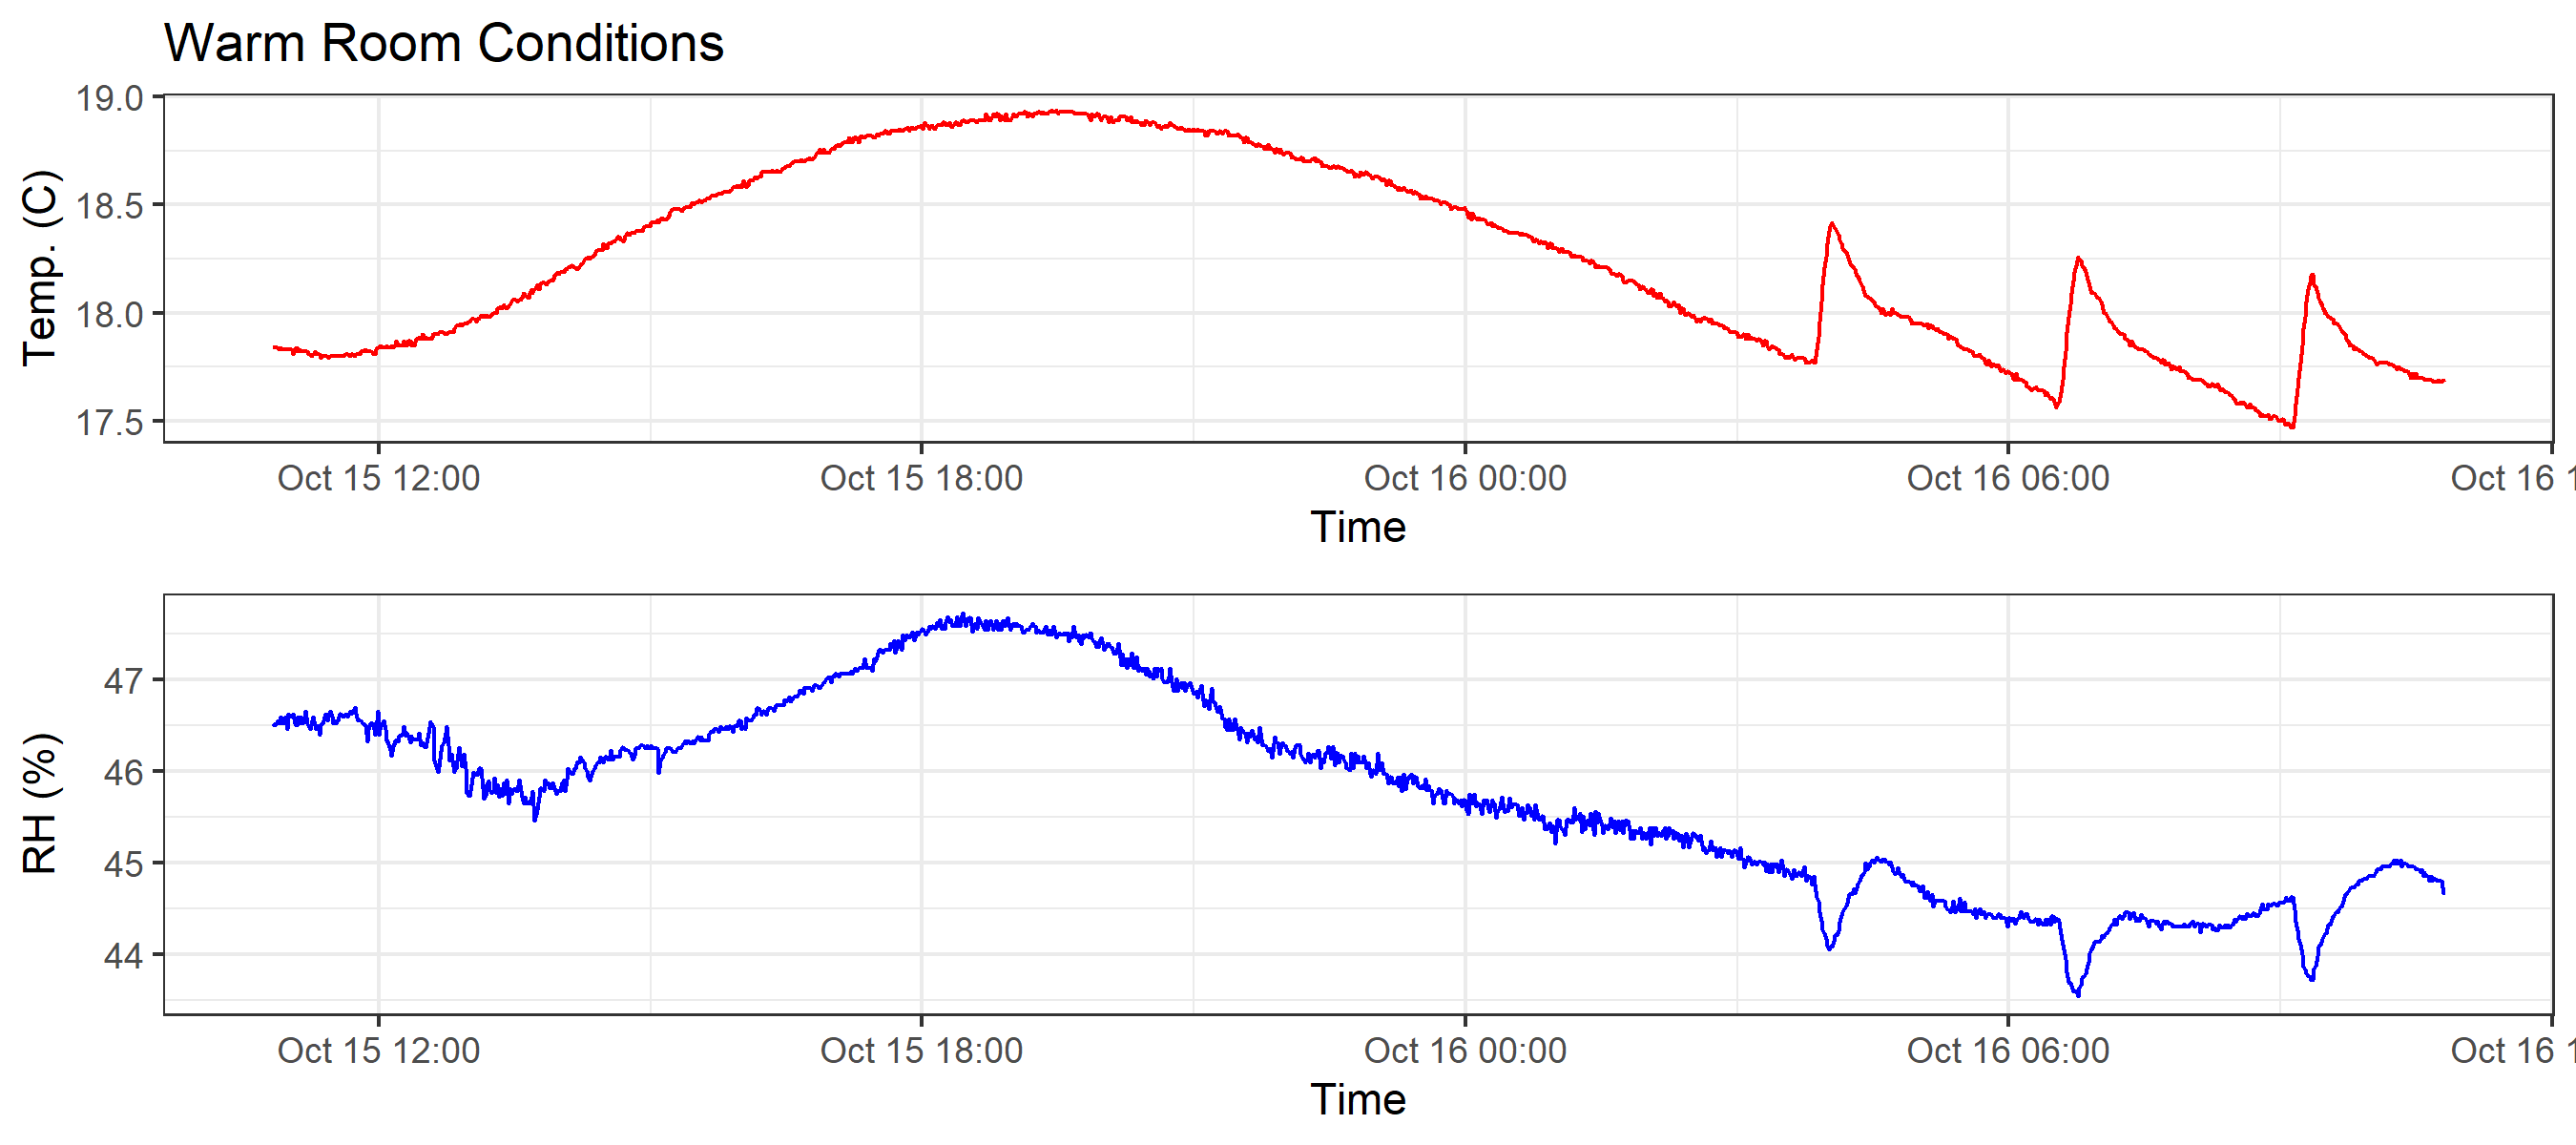 Warm Room Conditions
19.0
18.5
18.0
17.5
Temp. (C)
Oct 15 12:00 Oct 15 18:00 Oct 16 00:00 Oct 16 06:00 Oct 16 1
Time
47
46
45
44
RH (%)
Oct 15 12:00 Oct 15 18:00 Oct 16 00:00 Oct 16 06:00 Oct 16 1
Time